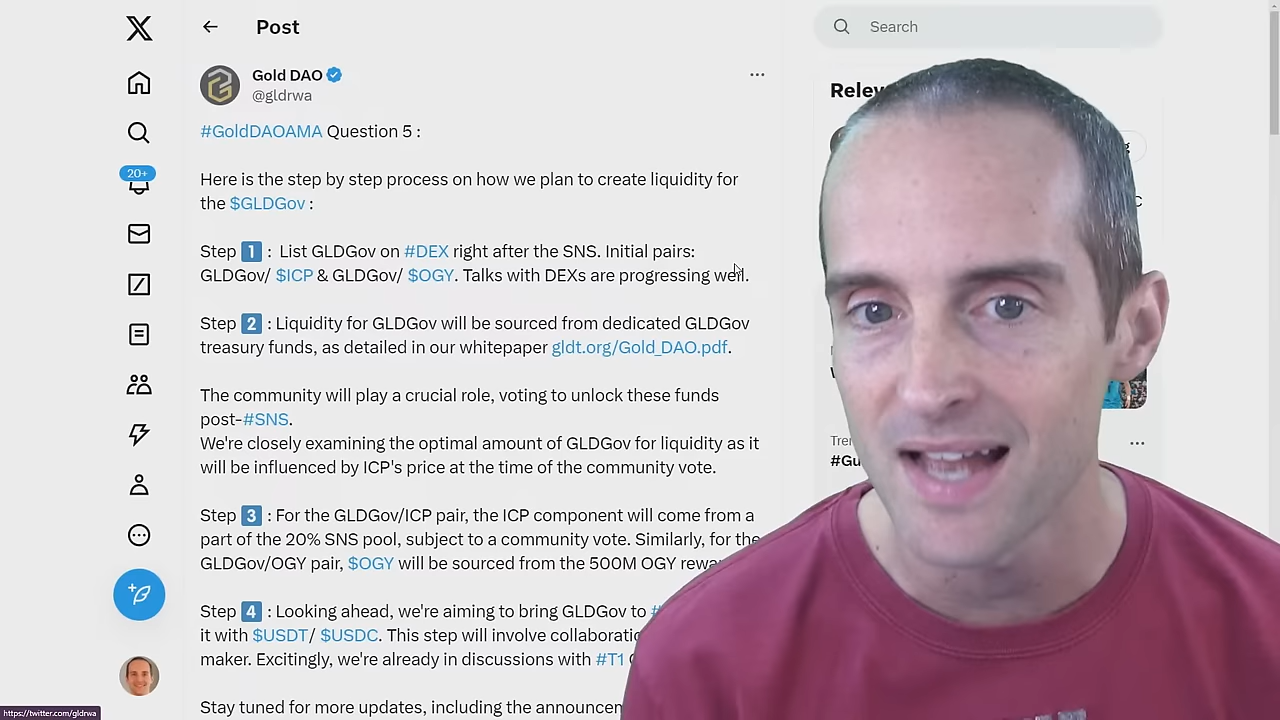 Post
Search
Gold DAO
@gldrwa
#GoldDAOAMA Question 5 :
Here is the step by step process on how we plan to create liquidity for
the $GLDGov :
Step 1 : List GLDGov on #DEX right after the SNS. Initial pairs:
GLDGov/ $ICP & GLDGov/ $OGY. Talks with DEXs are progressing well.
Step 2 : Liquidity for GLDGov will be sourced from dedicated GLDGov
treasury funds, as detailed in our whitepaper gldt.org/Gold_DAO.pdf.
The community will play a crucial role, voting to unlock these funds
post-#SNS.
We're closely examining the optimal amount of GLDGov for liquidity as it
will be influenced by ICP's price at the time of the community vote.
Step 3 : For the GLDGov/ICP pair, the ICP component will come from a
part of the 20% SNS pool, subject to a community vote. Similarly, for the
GLDGov/OGY pair, $OGY will be sourced from the 500M OGY
Step 4 : Looking ahead, we're aiming to bring GLDGov to
it with $USDT/ $USDC. This step will involve
maker. Excitingly, we're already in discussions with #T1
Stay tuned for more updates, including the
20+
https://twitter.com/gldrwa